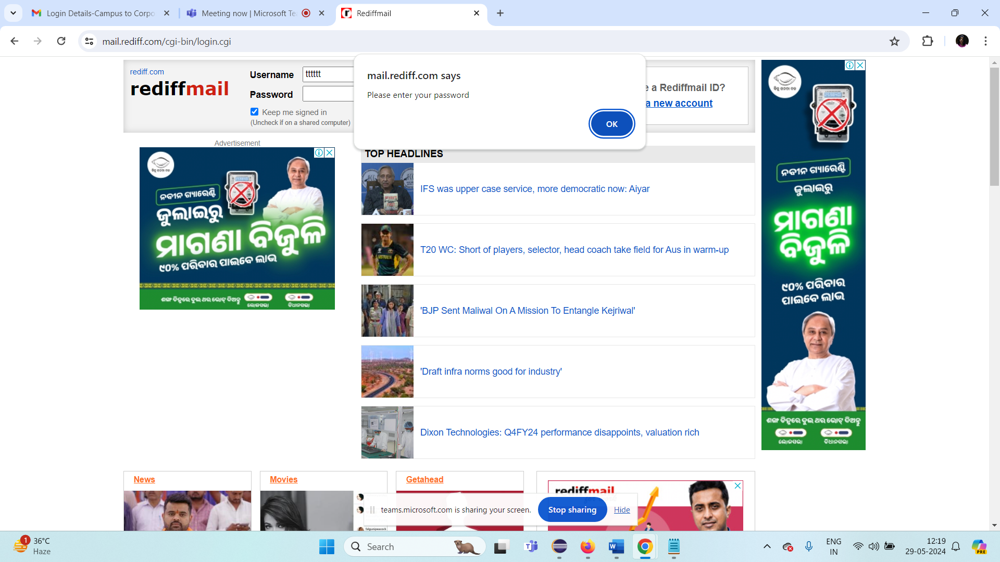 Login Details-Campus to Corpo
Meeting now | Microsoft Te
Rediffmail
mail.rediff.com/cgi-bin/login.cgi
rediff.com
rediffmail
Username
tttttt
Password
Keep me signed in
(Uncheck if on a shared computer)
mail.rediff.com says
Please enter your password
OK
e a Rediffmail ID?
a new account
Advertisement
ନବୀନ ଗ୍ୟାରେଣ୍ଟି
ଜୁଲାଇରୁ
ମାଗଣା ବିଜୁଳି
୯୦% ପରିବାର ପାଇବେ ଲାଭ
ଶଙ୍ଖ ଚିହ୍ନରେ ଦୁଇ ଥର ଭୋଟ୍ ଦିଅନ୍ତୁ
ଲୋକସଭା
ବିଧାନସଭା
TOP HEADLINES
IFS was upper case service, more democratic now: Aiyar
T20 WC: Short of players, selector, head coach take field for Aus in warm-up
'BJP Sent Maliwal On A Mission To Entangle Kejriwal'
'Draft infra norms good for industry'
Dixon Technologies: Q4FY24 performance disappoints, valuation rich
ନବୀନ ଗ୍ୟାରେଣ୍ଟି
ଜୁଲାଇରୁ
ମାଗଣା
ବିଜୁଳି
୯୦% ପରିବାର
ପାଇବେ ଲାଭ
ଶଙ୍ଖ ଚିହ୍ନରେ ଦୁଇ ଥର ଭୋଟ୍ ଦିଅନ୍ତୁ
ଲୋକସଭା
ବିଧାନସଭା
News
Movies
Getahead
rediffmail
teams.microsoft.com is sharing your screen.
Stop sharing
Hide
1
36°C
Haze
Search
ENG
IN
12:19
29-05-2024
PRE